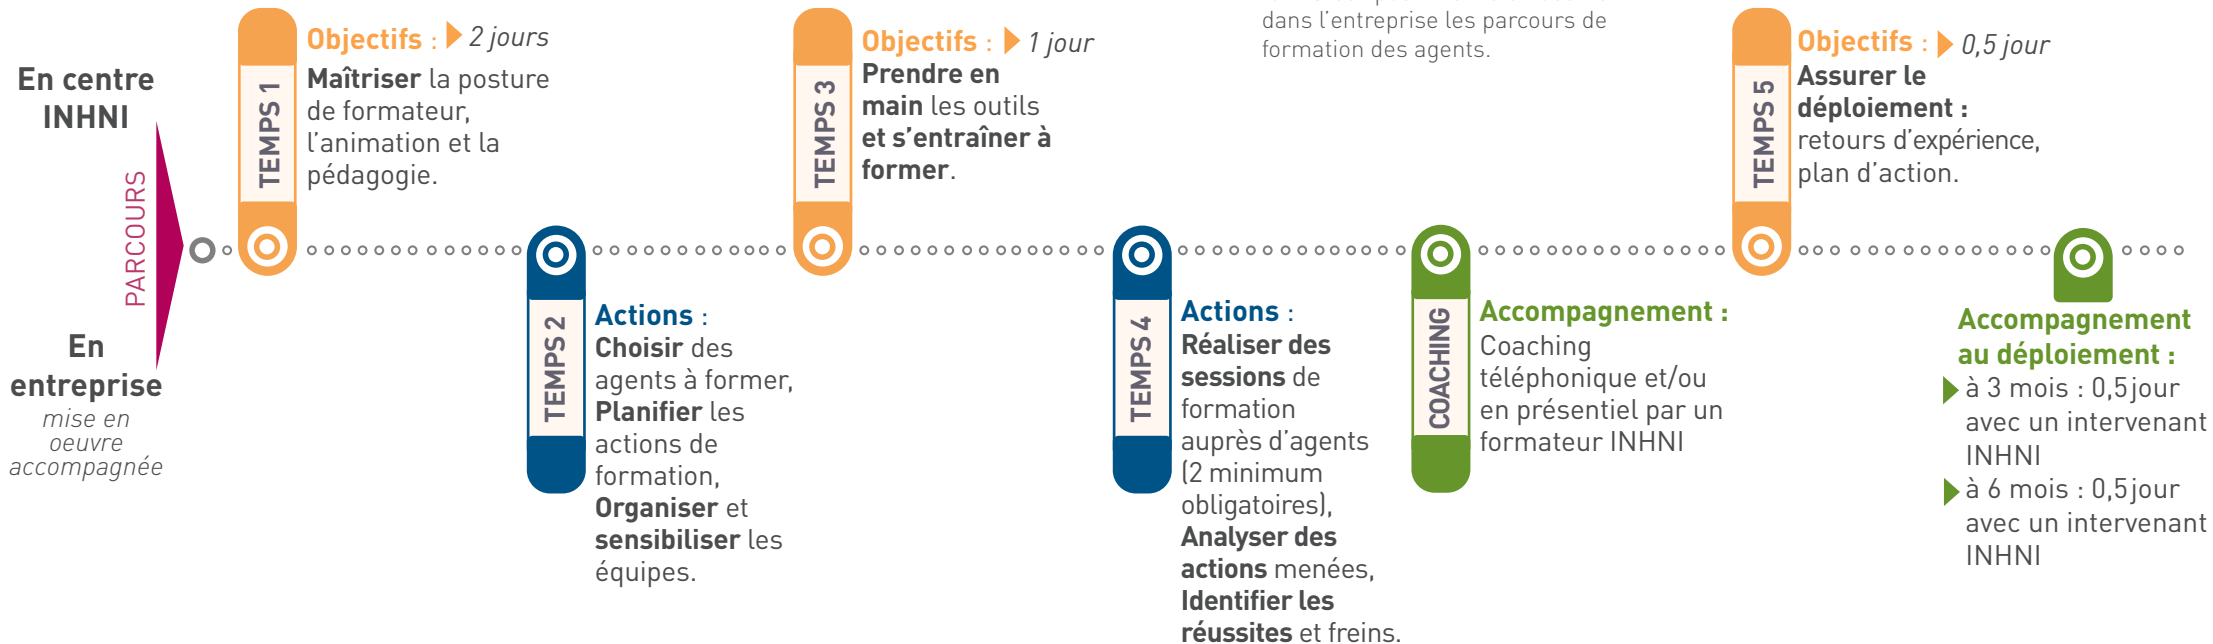 dans l’entreprise les parcours de
formation des agents.
En centre
INHNI
PARCOURS
En
entreprise
mise en
oeuvre
accompagnée
TEMPS 1
Objectifs : 2 jours
Maîtriser la posture
de formateur,
l’animation et la
pédagogie.
TEMPS 2
Actions :
Choisir des
agents à former,
Planifier les
actions de
formation,
Organiser et
sensibiliser les
équipes.
TEMPS 3
Objectifs : 1 jour
Prendre en
main les outils
et s’entraîner à
former.
TEMPS 4
Actions :
Réaliser des
sessions de
formation
auprès d’agents
(2 minimum
obligatoires),
Analyser des
actions menées,
Identifier les
réussites et freins.
COACHING
Accompagnement :
Coaching
téléphonique et/ou
en présentiel par un
formateur INHNI
TEMPS 5
Objectifs : 0,5 jour
Assurer le
déploiement :
retours d’expérience,
plan d’action.
Accompagnement
au déploiement :
à 3 mois : 0,5 jour
avec un intervenant
INHNI
à 6 mois : 0,5 jour
avec un intervenant
INHNI